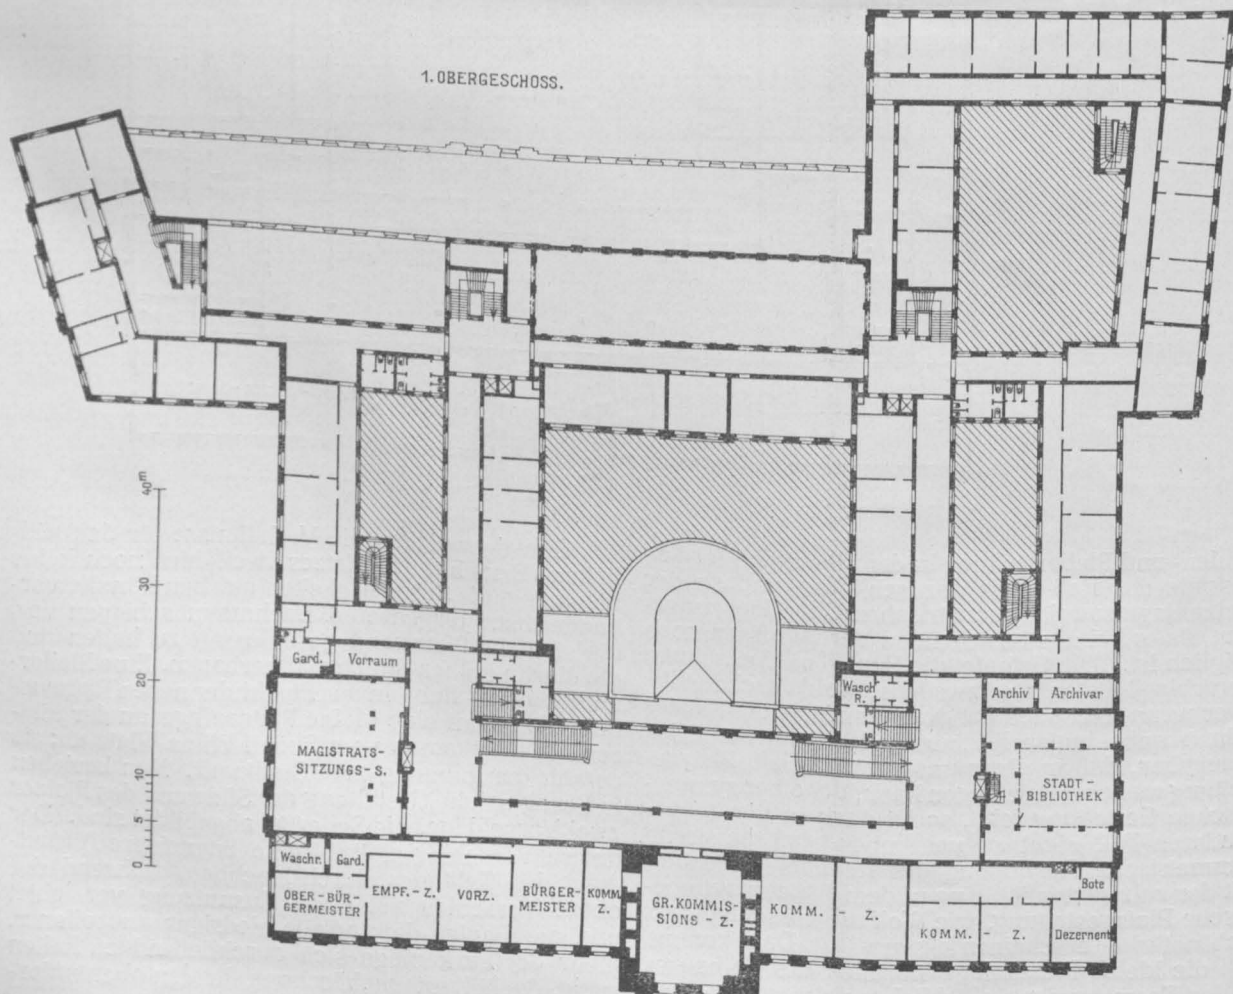 1. OBERGESCHOSS.
40 m
30
20
10
5
0
Gard.
Vorraum
MAGISTRATS-
SITZUNGS-S.
Wasch
R.
Archiv
Archivar
STADT-
BIBLIOTHEK
Waschr.
Gard.
OBER-BÜR-
GERMEISTER
EMPF.-Z.
VORZ.
BÜRGER-
MEISTER
KOMM.
Z.
GR. KOMMIS-
SIONS-Z.
KOMM. Z.
KOMM. - Z.
Bote
Dezernent